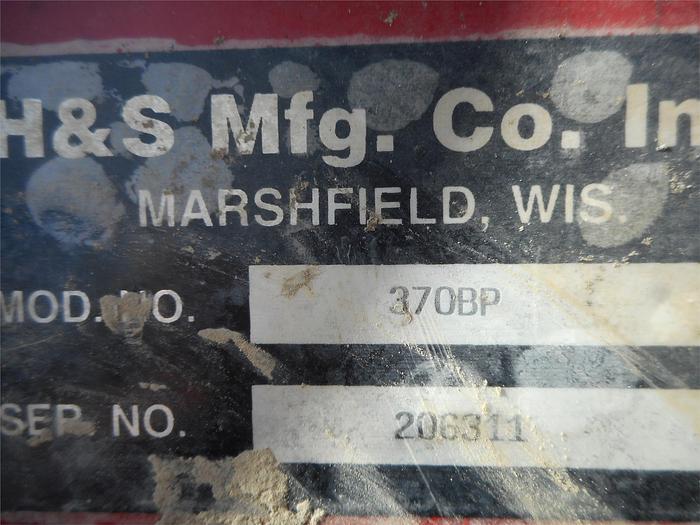 H&S Mfg. Co. In
MARSHFIELD, WIS.
MOD. NO. 370BP
SER. NO. 206311